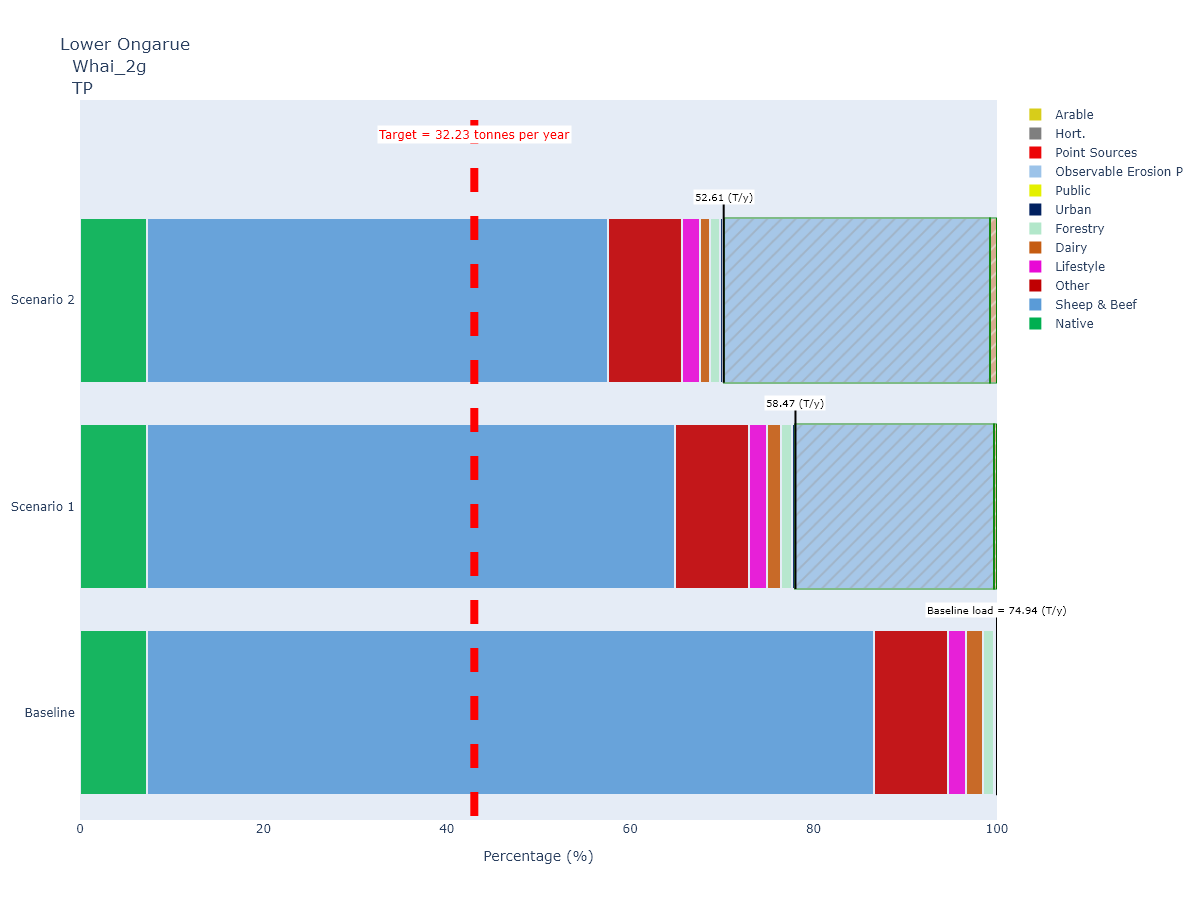 Lower Ongarue
Whai_2g
TP
Target = 32.23 tonnes per year
52.61 (T/y)
Scenario 2
58.47 (T/y)
Scenario 1
Baseline load = 74.94 (T/y)
Baseline
0 20 40 60 80 100
Percentage (%)
Arable
Hort.
Point Sources
Observable Erosion P
Public
Urban
Forestry
Dairy
Lifestyle
Other
Sheep & Beef
Native